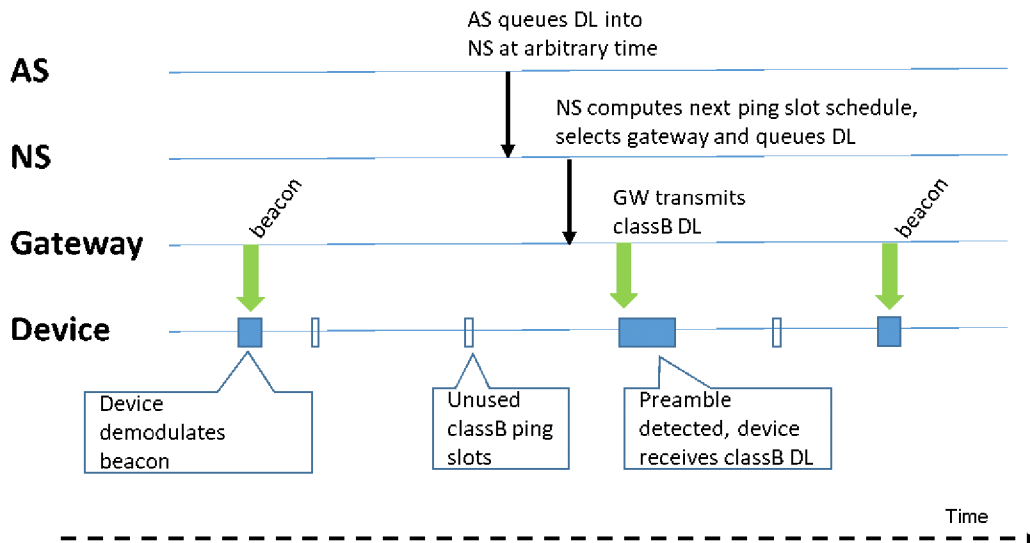 AS queues DL into
NS at arbitrary time
AS
NS computes next ping slot schedule,
selects gateway and queues DL
NS
beacon
GW transmits
classB DL
beacon
Gateway
Device
Device
demodulates
beacon
Unused
classB ping
slots
Preamble
detected, device
receives classB DL
Time